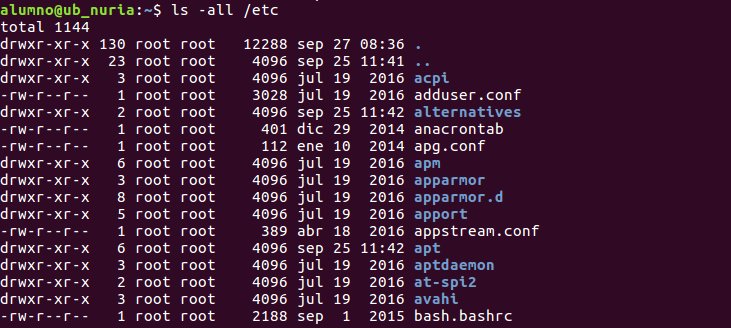 alumno@ub_nuria:~$ ls -all /etc
total 1144
drwxr-xr-x 130 root root   12288 sep 27 08:36 .
drwxr-xr-x  23 root root    4096 sep 25 11:41 ..
drwxr-xr-x   3 root root    4096 jul 19  2016 acpi
-rw-r--r--   1 root root    3028 jul 19  2016 adduser.conf
drwxr-xr-x   2 root root    4096 sep 25 11:42 alternatives
-rw-r--r--   1 root root     401 dic 29  2014 anacrontab
-rw-r--r--   1 root root     112 ene 10  2014 apg.conf
drwxr-xr-x   6 root root    4096 jul 19  2016 apm
drwxr-xr-x   3 root root    4096 jul 19  2016 apparmor
drwxr-xr-x   8 root root    4096 jul 19  2016 apparmor.d
drwxr-xr-x   5 root root    4096 jul 19  2016 apport
-rw-r--r--   1 root root     389 abr 18  2016 appstream.conf
drwxr-xr-x   6 root root    4096 sep 25 11:42 apt
drwxr-xr-x   3 root root    4096 jul 19  2016 aptdaemon
drwxr-xr-x   2 root root    4096 jul 19  2016 at-spi2
drwxr-xr-x   3 root root    4096 jul 19  2016 avahi
-rw-r--r--   1 root root    2188 sep  1  2015 bash.bashrc